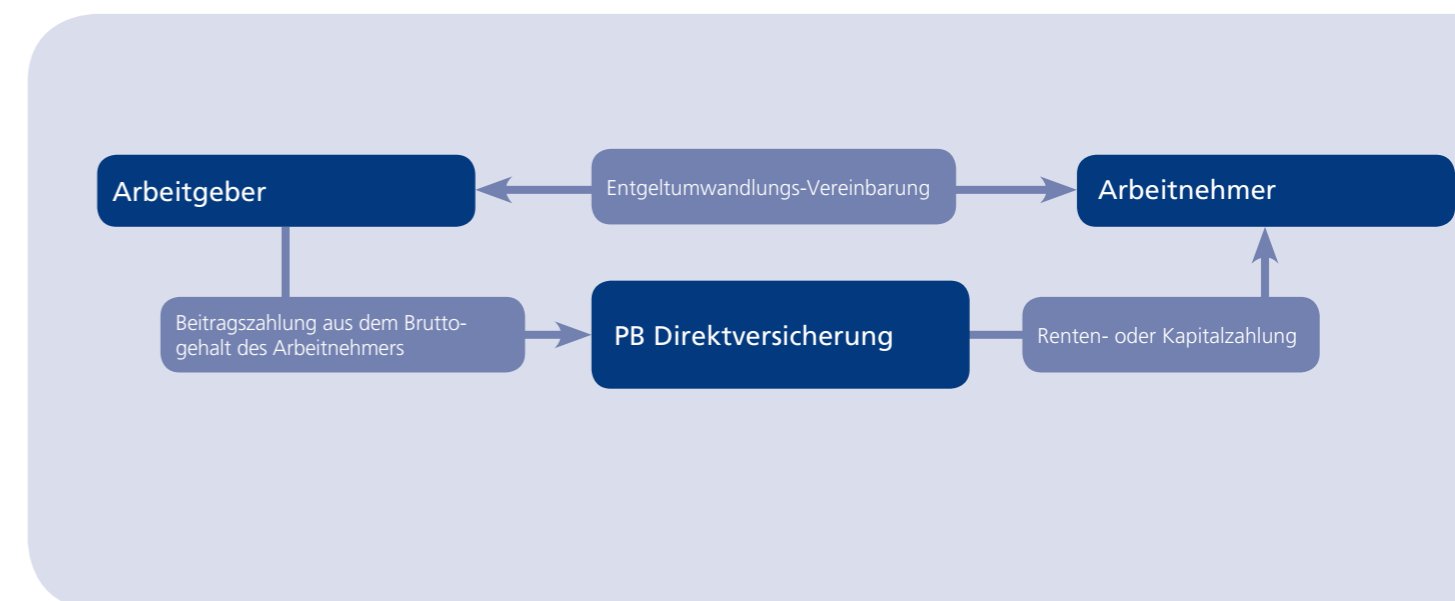 Arbeitgeber
Entgeltumwandlungs-Vereinbarung
Arbeitnehmer
Beitragszahlung aus dem Brutto-
gehalt des Arbeitnehmers
PB Direktversicherung
Renten- oder Kapitalzahlung